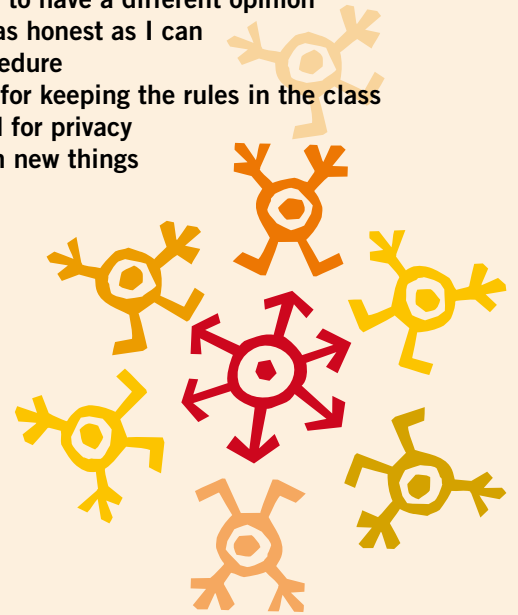 to have a different opinion
as honest as I can
edure
for keeping the rules in the class
for privacy
new things